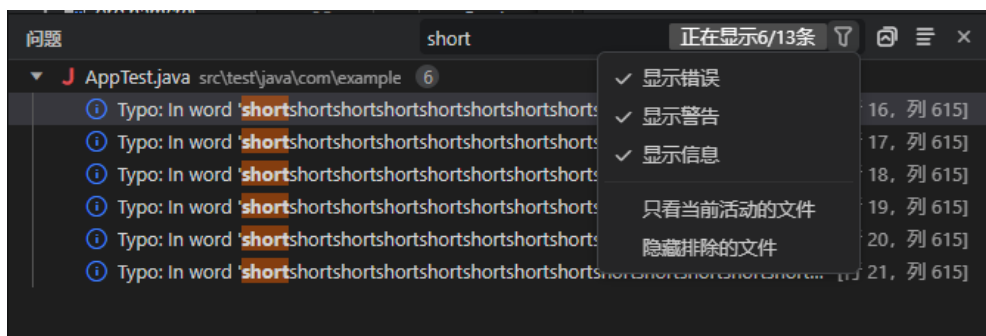 问题 short 正在显示6/13条
AppTest.java src\test\java\com\example 6
Typo: In word 'shortshortshortshortshortshortshortshorts 16, 列 615]
Typo: In word 'shortshortshortshortshortshortshortshorts 17, 列 615]
Typo: In word 'shortshortshortshortshortshortshortshorts 18, 列 615]
Typo: In word 'shortshortshortshortshortshortshortshorts 19, 列 615]
Typo: In word 'shortshortshortshortshortshortshortshorts 20, 列 615]
Typo: In word 'shortshortshortshortshortshortshortshortshortshortshortshortshort... [行 21, 列 615]
显示错误
显示警告
显示信息
只看当前活动的文件
隐藏排除的文件